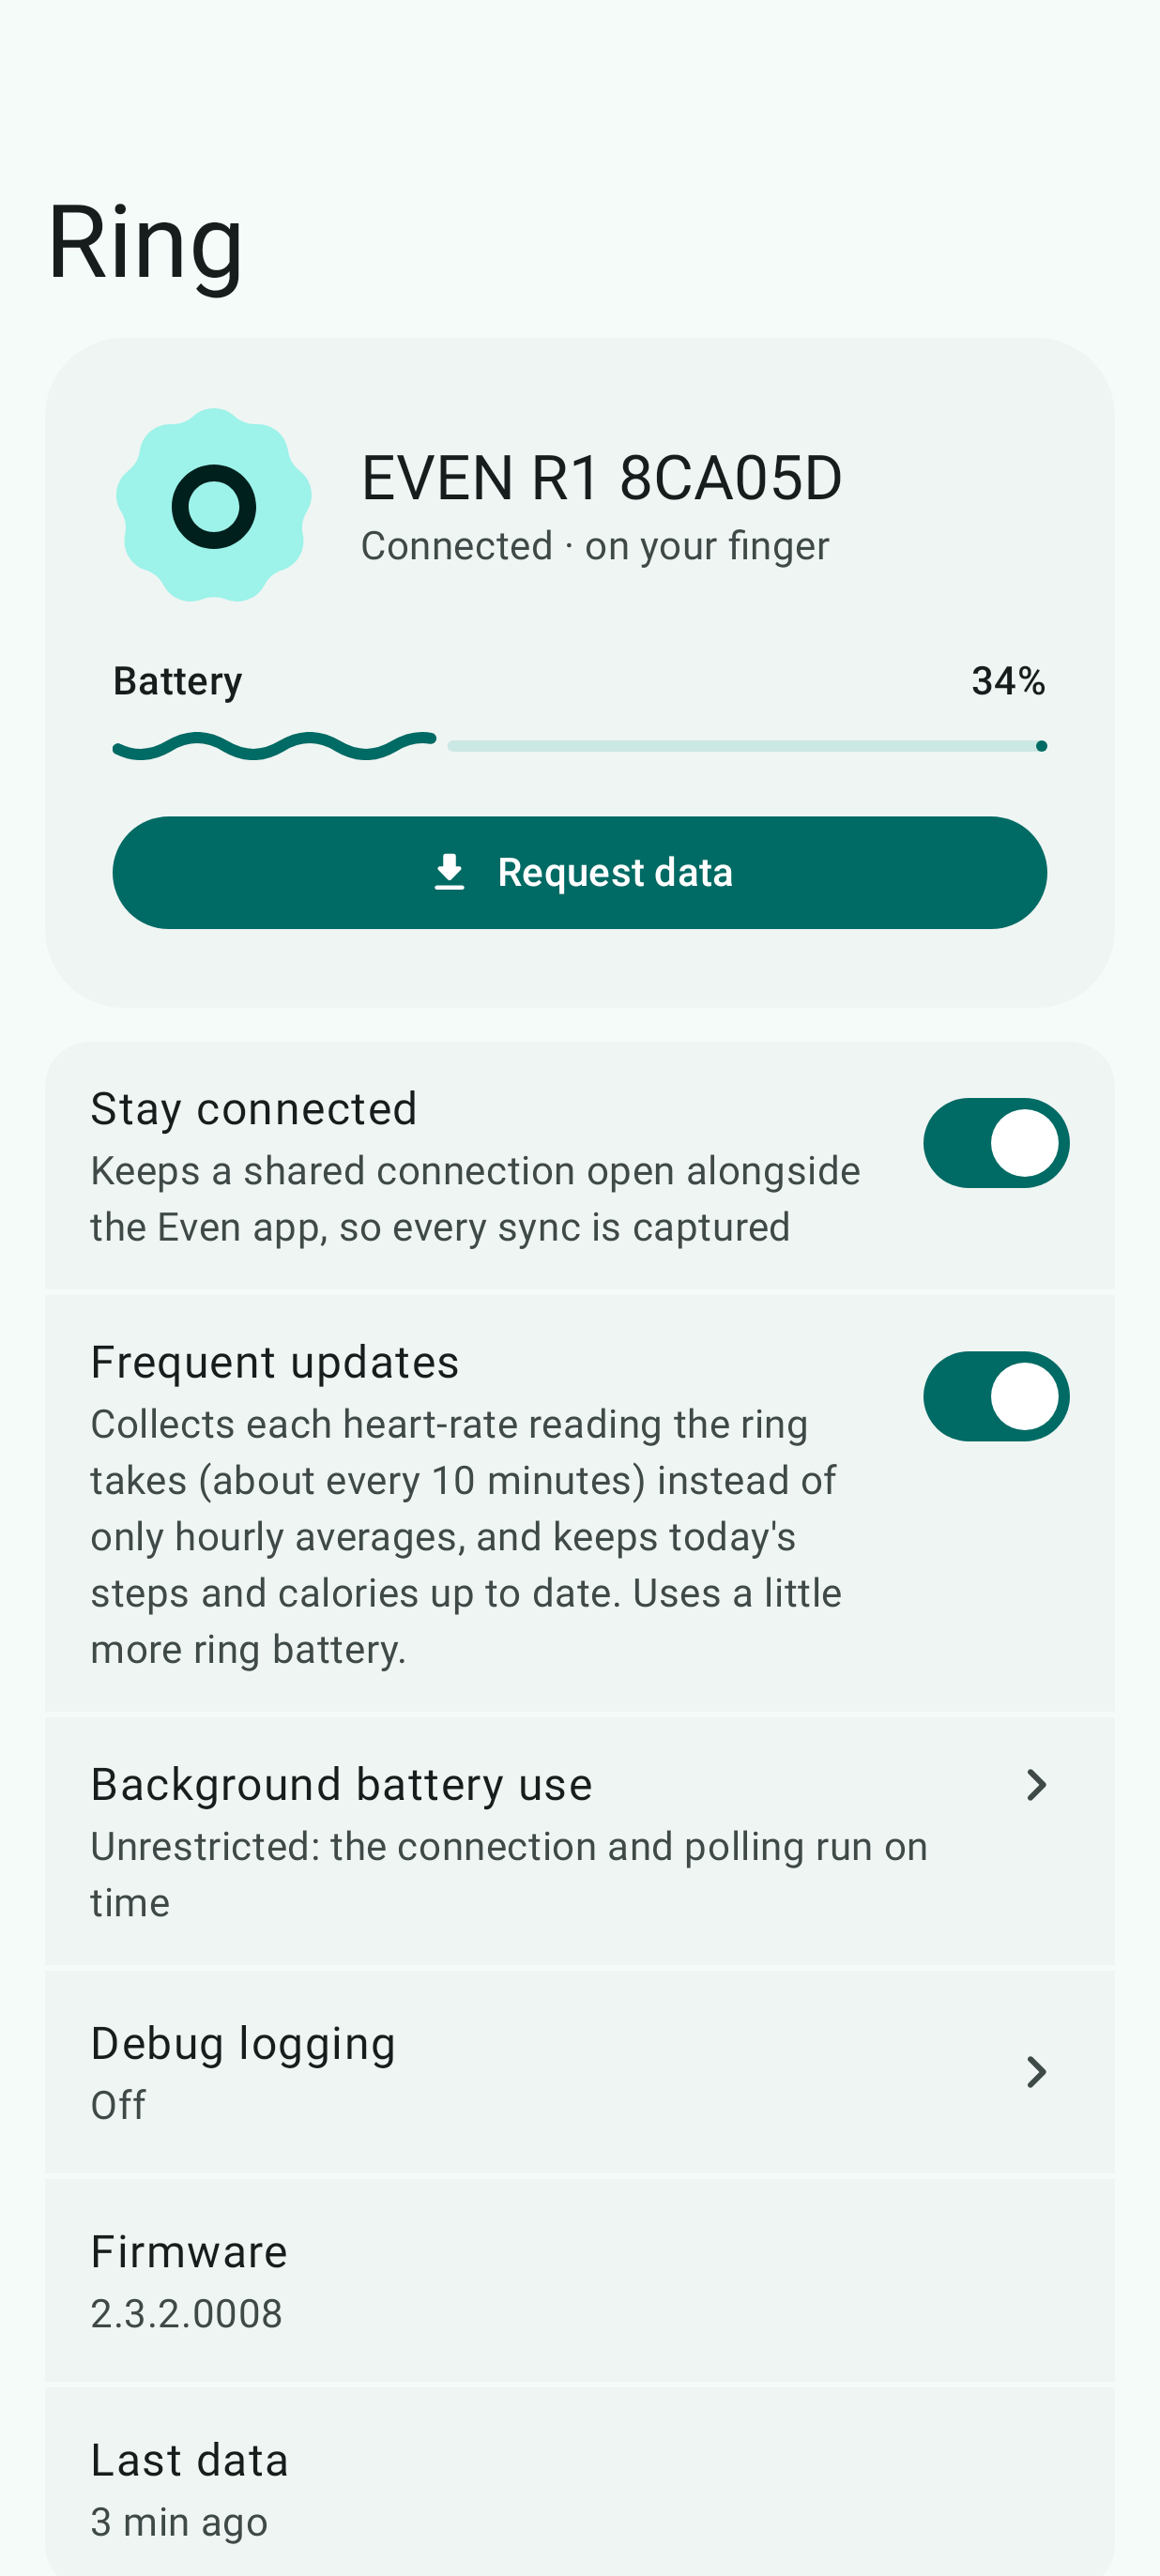 Ring
EVEN R1 8CA05D
Connected · on your finger
Battery
34%
Request data
Stay connected
Keeps a shared connection open alongside
the Even app, so every sync is captured
Frequent updates
Collects each heart-rate reading the ring
takes (about every 10 minutes) instead of
only hourly averages, and keeps today's
steps and calories up to date. Uses a little
more ring battery.
Background battery use
Unrestricted: the connection and polling run on
time
Debug logging
Off
Firmware
2.3.2.0008
Last data
3 min ago